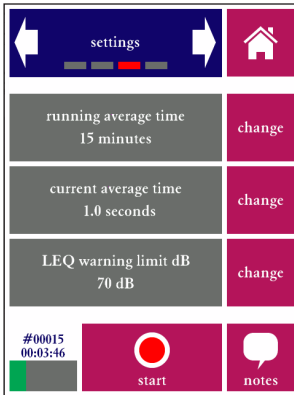 settings
running average time
15 minutes
change
current average time
1.0 seconds
change
LEQ warning limit dB
70 dB
change
#00015
00:03:46
start
notes